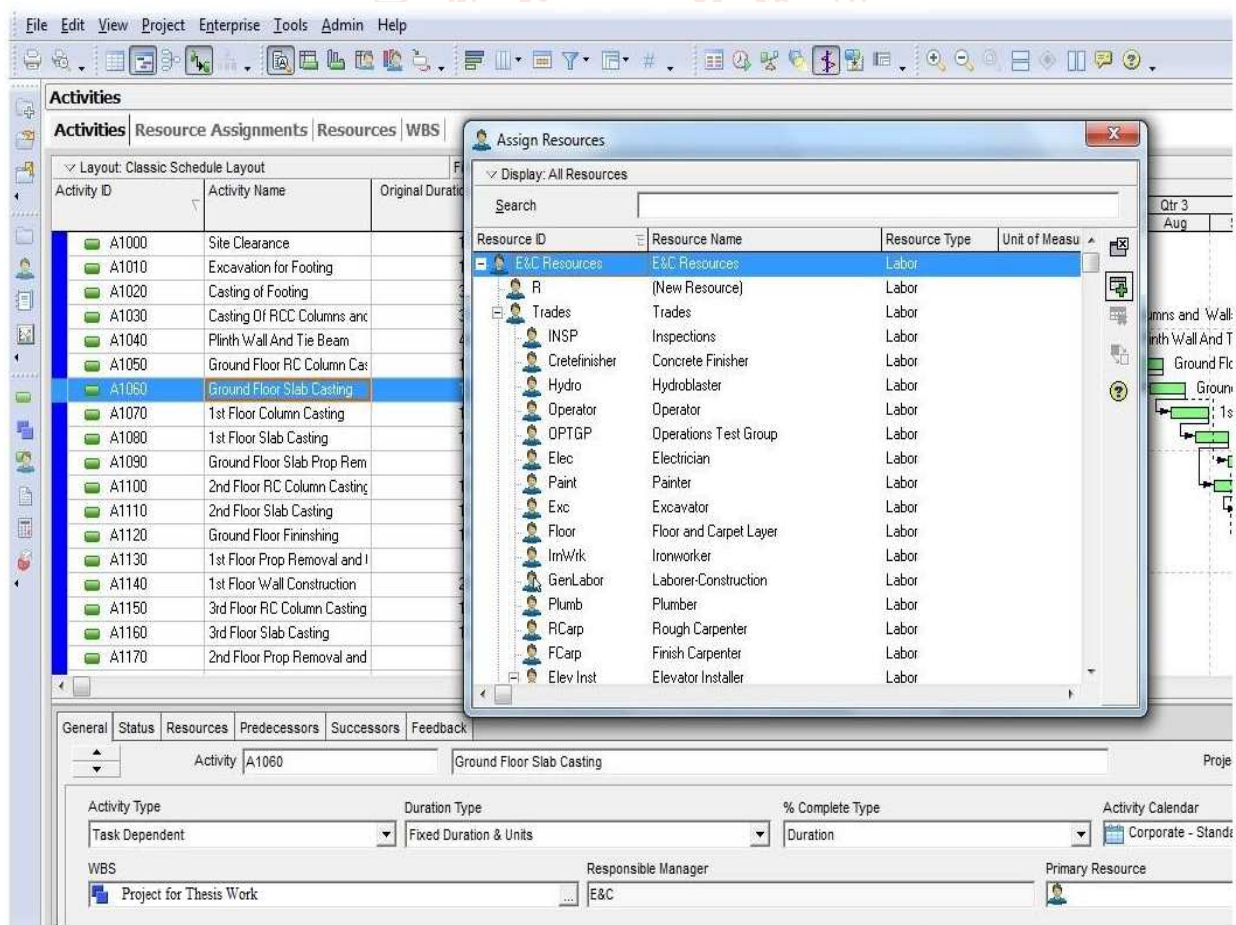 File Edit View Project Enterprise Tools Admin Help
Activities
Activities Resource Assignments Resources WBS
Layout: Classic Schedule Layout
Activity ID Activity Name Original Duratio
A1000 Site Clearance
A1010 Excavation for Footing
A1020 Casting of Footing
A1030 Casting Of RCC Columns anc
A1040 Plinth Wall And Tie Beam
A1050 Ground Floor RC Column Cas
A1060 Ground Floor Slab Casting
A1070 1st Floor Column Casting
A1080 1st Floor Slab Casting
A1090 Ground Floor Slab Prop Rem
A1100 2nd Floor RC Column Casting
A1110 2nd Floor Slab Casting
A1120 Ground Floor Fininshing
A1130 1st Floor Prop Removal and
A1140 1st Floor Wall Construction
A1150 3rd Floor RC Column Casting
A1160 3rd Floor Slab Casting
A1170 2nd Floor Prop Removal and
Assign Resources
Display: All Resources
Search
Resource ID Resource Name Resource Type Unit of Measu
E&C Resources E&C Resources Labor
R (New Resource) Labor
Trades Trades Labor
INSP Inspections Labor
Cretefinisher Concrete Finisher Labor
Hydro Hydroblaster Labor
Operator Operator Labor
OPTGP Operations Test Group Labor
Elec Electrician Labor
Paint Painter Labor
Exc Excavator Labor
Floor Floor and Carpet Layer Labor
IrnWrk Ironworker Labor
GenLabor Laborer-Construction Labor
Plumb Plumber Labor
RCarp Rough Carpenter Labor
FCarp Finish Carpenter Labor
Elev Inst Elevator Installer Labor
Qtr 3
Aug
umns and Wall
inth Wall And T
Ground Flo
Groun
1s
General Status Resources Predecessors Successors Feedback
Activity A1060 Ground Floor Slab Casting Proje
Activity Type Duration Type % Complete Type Activity Calendar
Task Dependent Fixed Duration & Units Duration Corporate - Standa
WBS Responsible Manager Primary Resource
Project for Thesis Work ... E&C